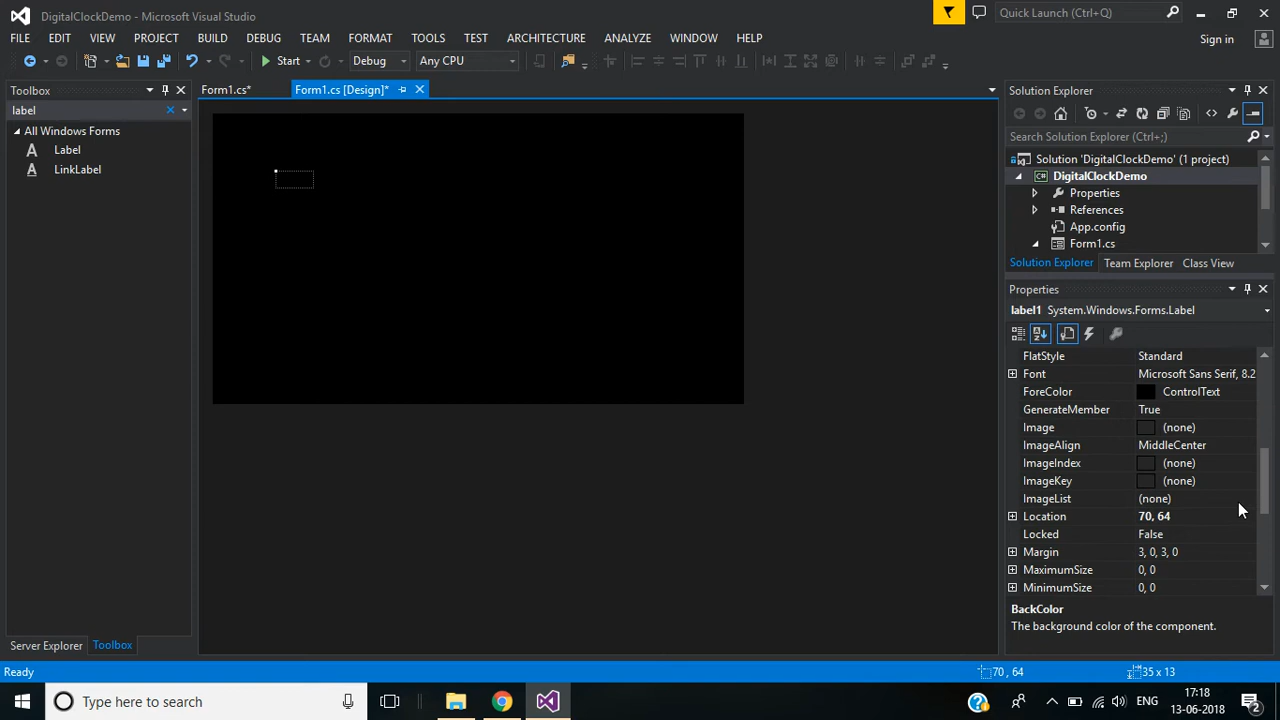 DigitalClockDemo - Microsoft Visual Studio
Quick Launch (Ctrl+Q)
FILE EDIT VIEW PROJECT BUILD DEBUG TEAM FORMAT TOOLS TEST ARCHITECTURE ANALYZE WINDOW HELP
Sign in
Start Debug Any CPU
Toolbox
label
All Windows Forms
A Label
A LinkLabel
Server Explorer Toolbox
Form1.cs* Form1.cs [Design]*
Solution Explorer
Search Solution Explorer (Ctrl+;)
Solution 'DigitalClockDemo' (1 project)
C# DigitalClockDemo
Properties
References
App.config
Form1.cs
Solution Explorer Team Explorer Class View
Properties
label1 System.Windows.Forms.Label
FlatStyle Standard
Font Microsoft Sans Serif, 8.2
ForeColor ControlText
GenerateMember True
Image (none)
ImageAlign MiddleCenter
ImageIndex (none)
ImageKey (none)
ImageList (none)
Location 70, 64
Locked False
Margin 3, 0, 3, 0
MaximumSize 0, 0
MinimumSize 0, 0
BackColor
The background color of the component.
Ready 70 , 64 35 x 13
Type here to search
ENG
17:18
13-06-2018
2